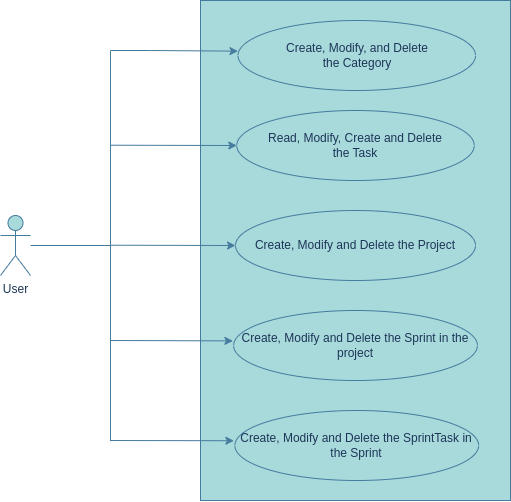 Create, Modify, and Delete
the Category
Read, Modify, Create and Delete
the Task
Create, Modify and Delete the Project
User
Create, Modify and Delete the Sprint in the
project
Create, Modify and Delete the SprintTask in
the Sprint